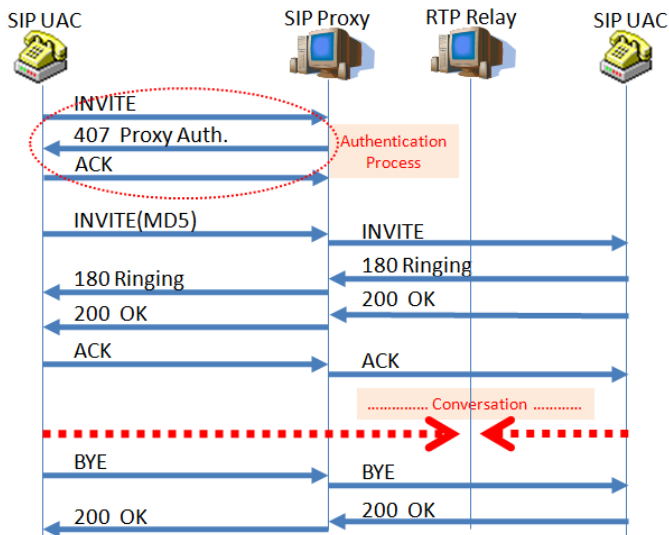 SIP UAC
SIP Proxy
RTP Relay
SIP UAC
INVITE
407 Proxy Auth.
Authentication
Process
ACK
INVITE(MD5)
INVITE
180 Ringing
180 Ringing
200 OK
200 OK
ACK
ACK
............... Conversation ............
BYE
BYE
200 OK
200 OK